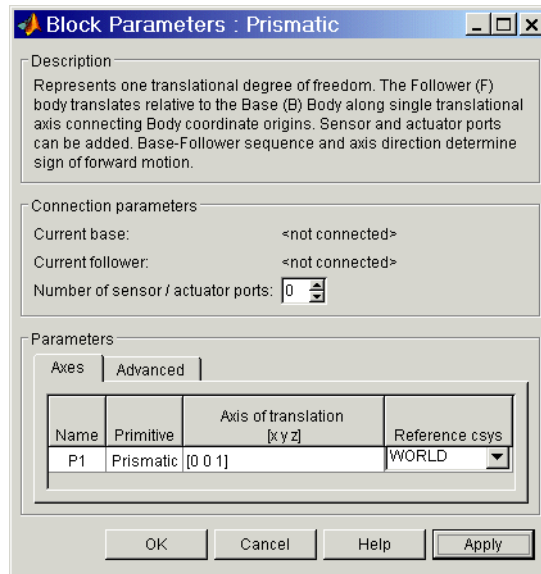 Block Parameters : Prismatic
Description
Represents one translational degree of freedom. The Follower (F)
body translates relative to the Base (B) Body along single translational
axis connecting Body coordinate origins. Sensor and actuator ports
can be added. Base-Follower sequence and axis direction determine
sign of forward motion.
Connection parameters
Current base: <not connected>
Current follower: <not connected>
Number of sensor / actuator ports: 0
Parameters
Axes Advanced
Name Primitive Axis of translation [x y z] Reference csys
P1 Prismatic [0 0 1] WORLD
OK Cancel Help Apply